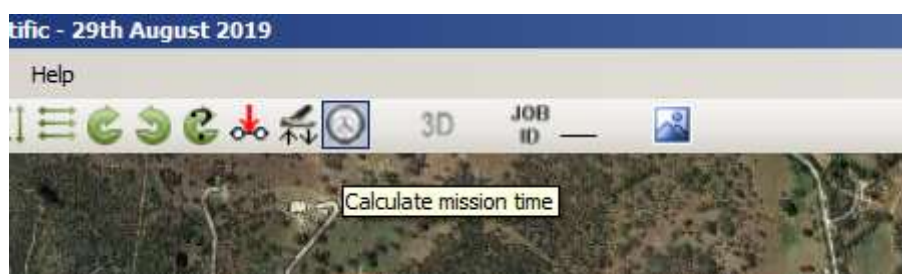 tific - 29th August 2019
Help
3D
JOB
ID
Calculate mission time